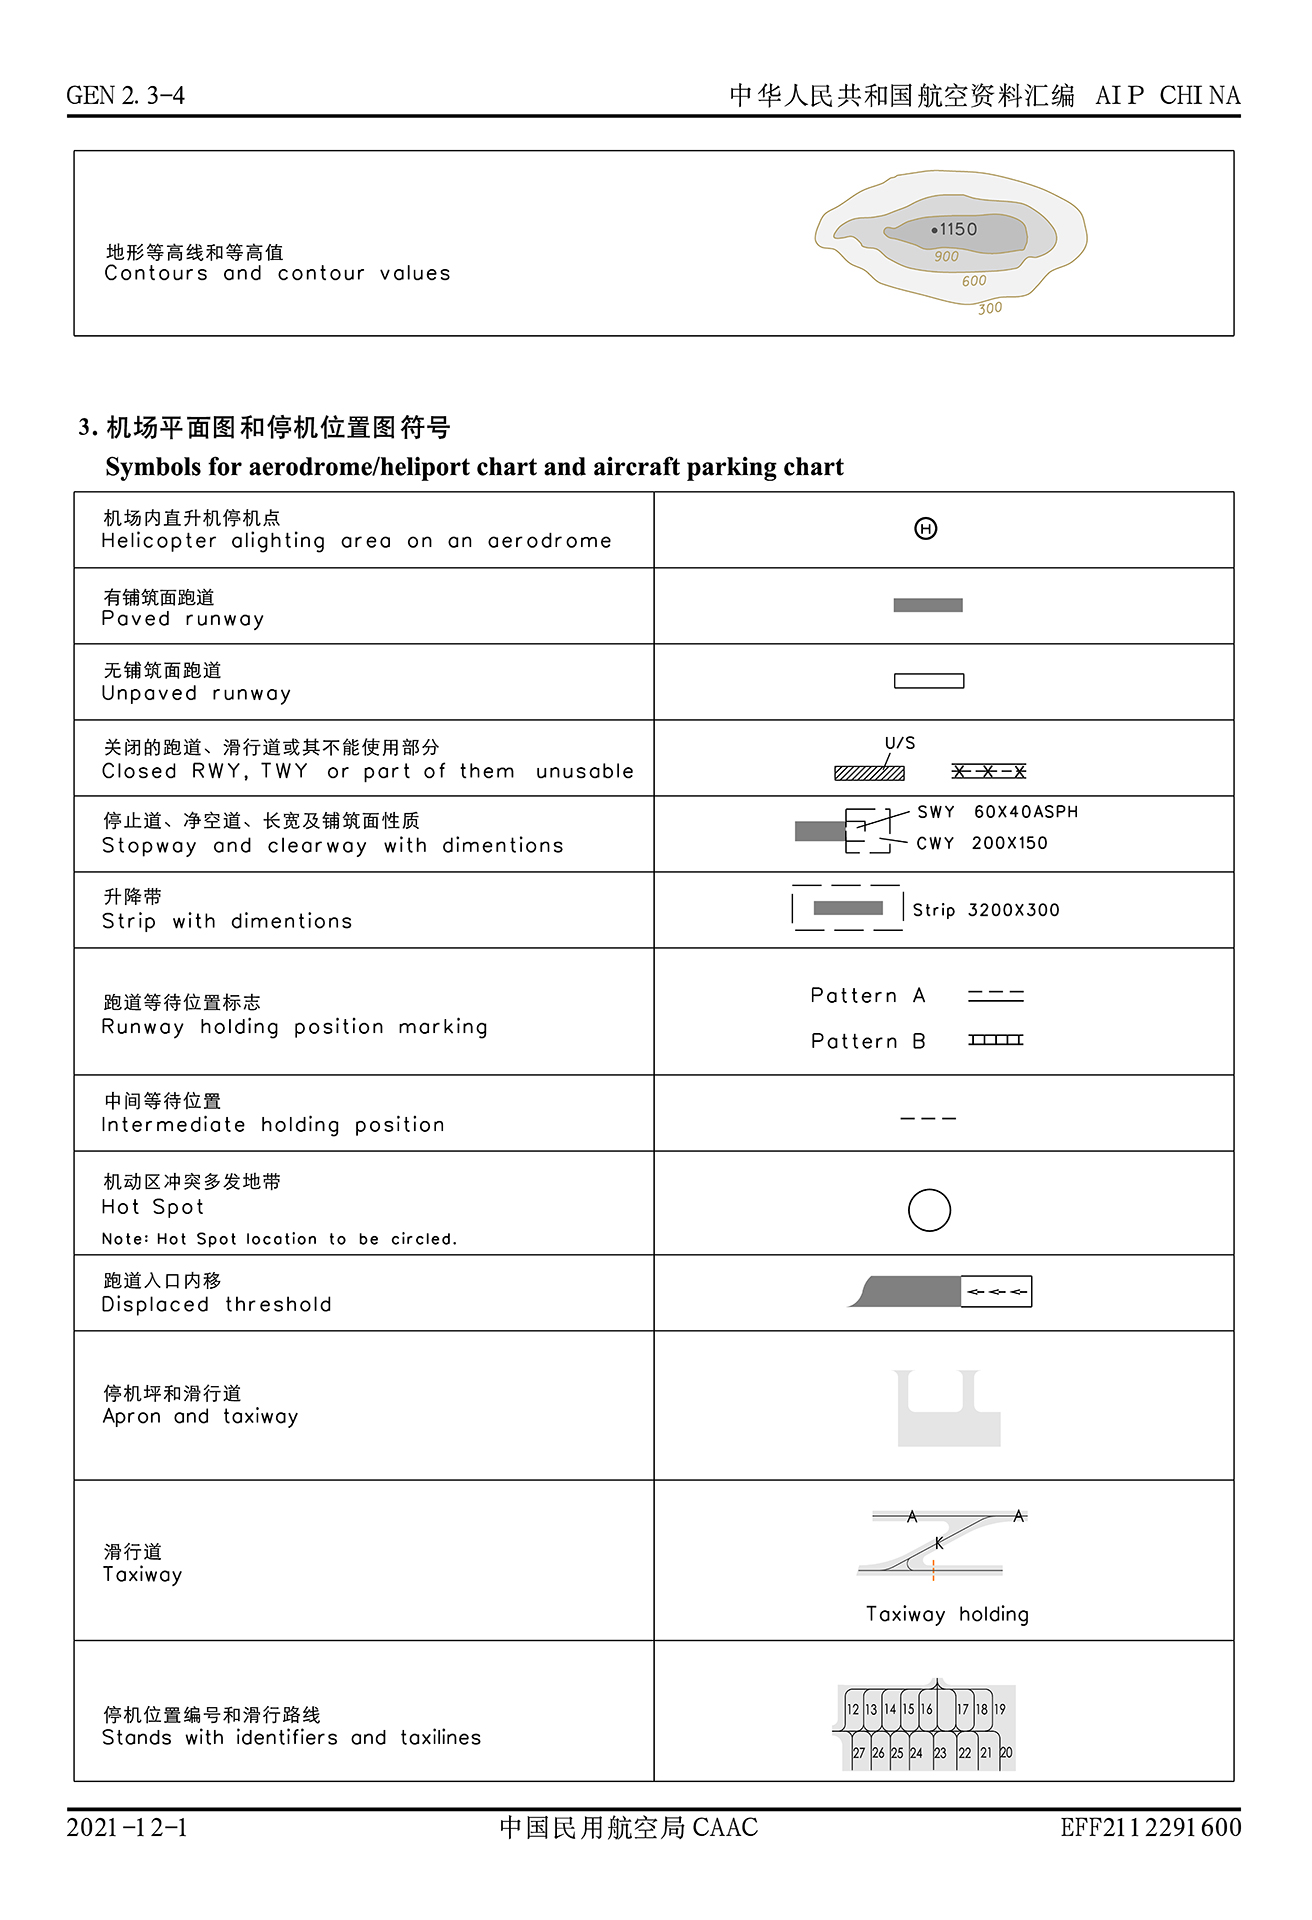 GEN 2. 3-4
中华人民共和国航空资料汇编 AIP CHINA
地形等高线和等高值
Contours and contour values
1150
900
600
300
3. 机场平面图和停机位置图符号
Symbols for aerodrome/heliport chart and aircraft parking chart
机场内直升机停机点
Helicopter alighting area on an aerodrome
H
有铺筑面跑道
Paved runway
无铺筑面跑道
Unpaved runway
关闭的跑道、滑行道或其不能使用部分
Closed RWY, TWY or part of them unusable
U/S
停止道、净空道、长宽及铺筑面性质
Stopway and clearway with dimentions
SWY 60X40ASPH
CWY 200X150
升降带
Strip with dimentions
Strip 3200X300
跑道等待位置标志
Runway holding position marking
Pattern A
Pattern B
中间等待位置
Intermediate holding position
机动区冲突多发地带
Hot Spot
Note: Hot Spot location to be circled.
跑道入口内移
Displaced threshold
停机坪和滑行道
Apron and taxiway
滑行道
Taxiway
A A
K
Taxiway holding
停机位置编号和滑行路线
Stands with identifiers and taxilines
12 13 14 15 16 17 18 19
27 26 25 24 23 22 21 20
2021-12-1
中国民用航空局 CAAC
EFF2112291600